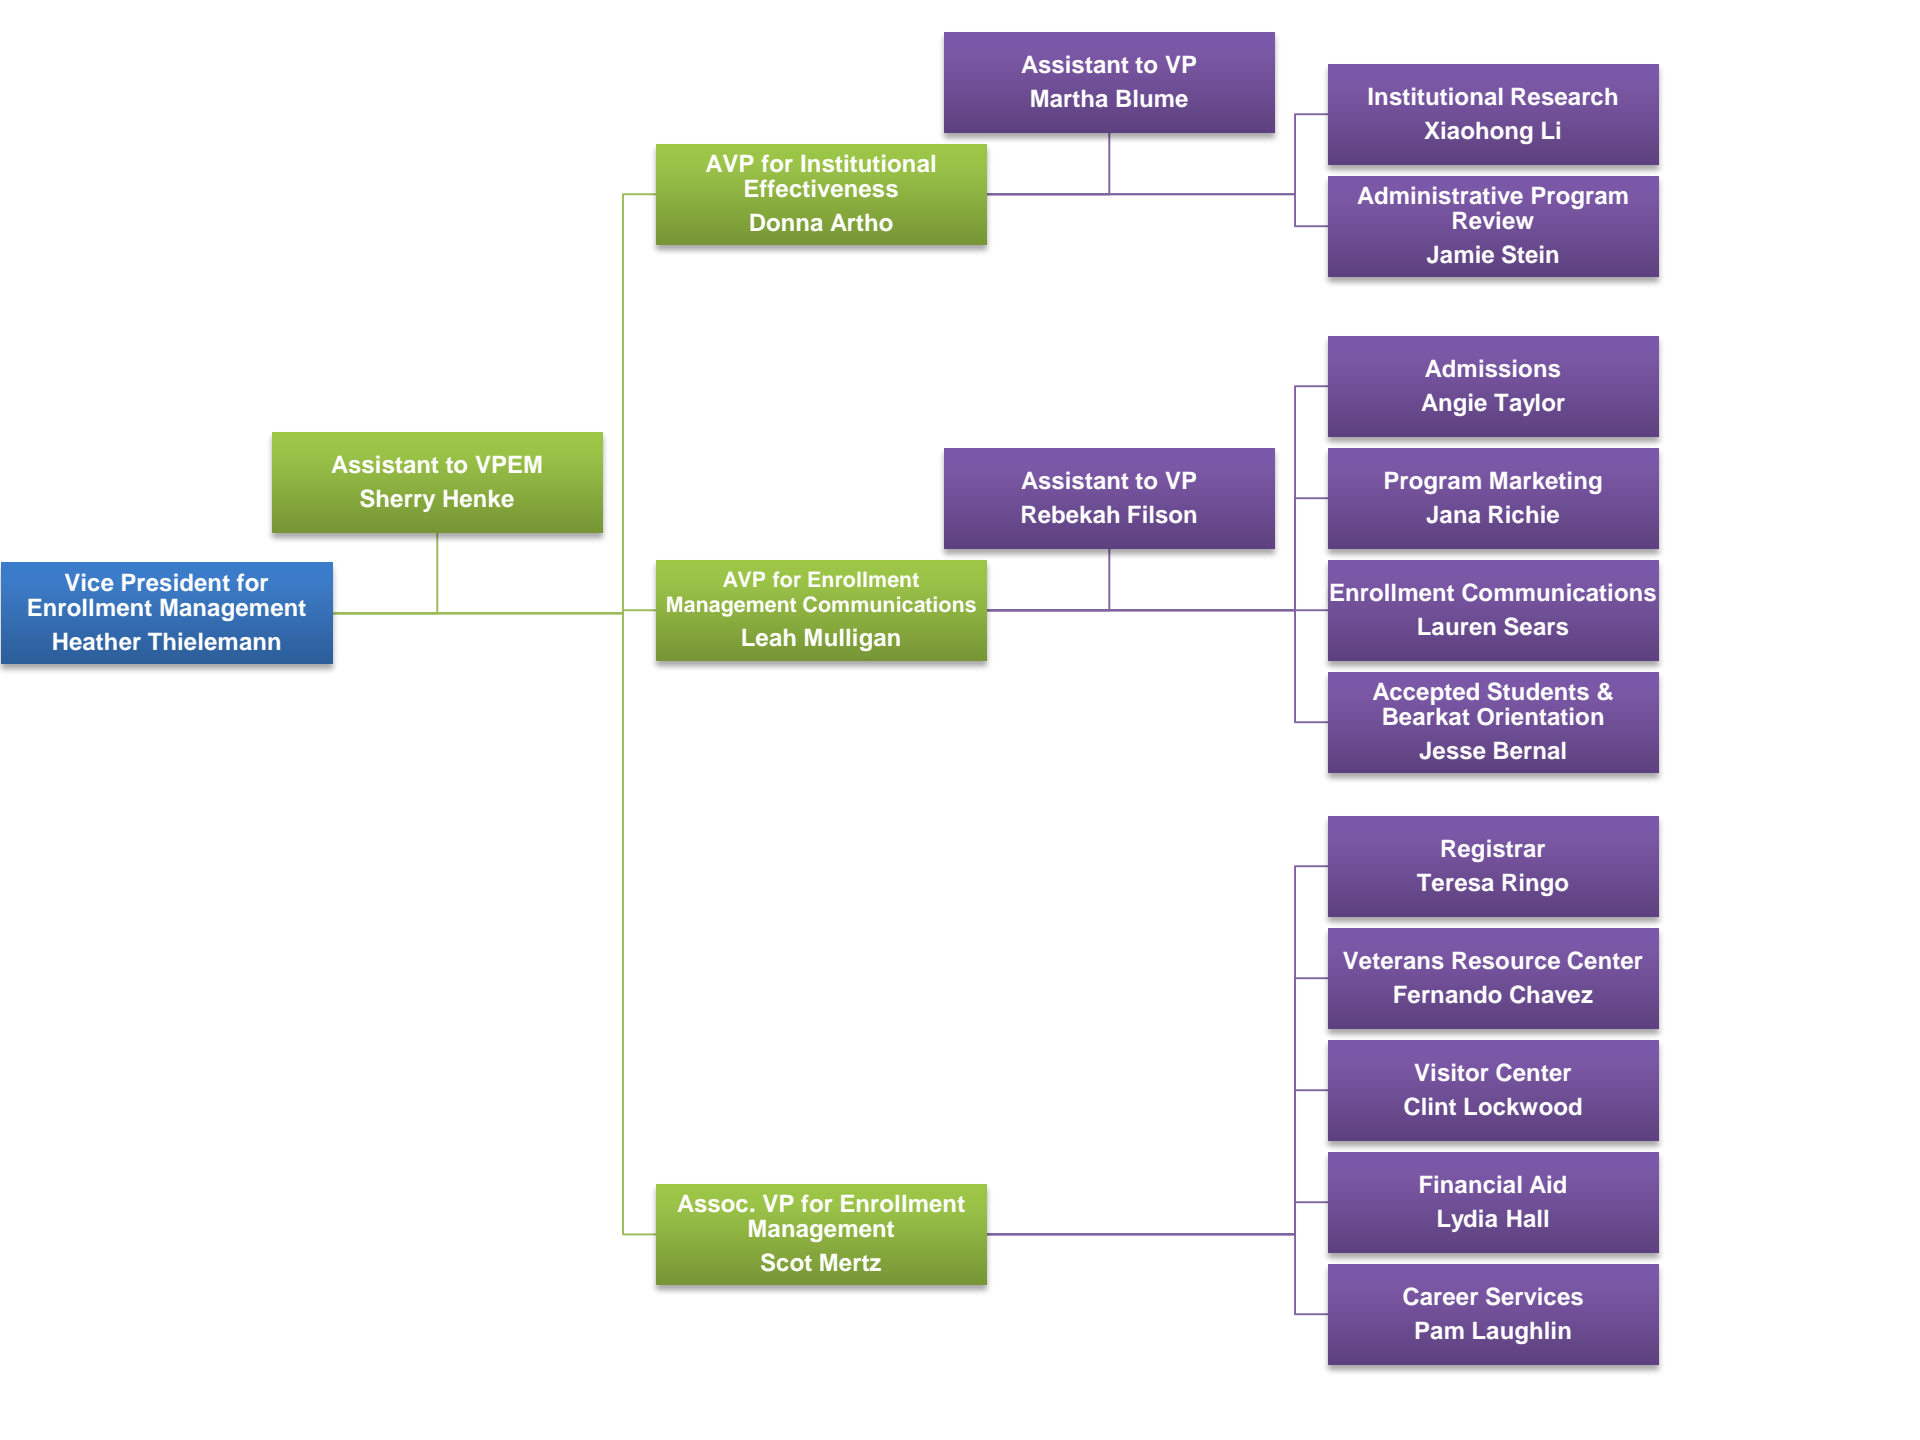 Vice President for
Enrollment Management
Heather Thielemann
Assistant to VPEM
Sherry Henke
AVP for Institutional
Effectiveness
Donna Artho
Assistant to VP
Martha Blume
Institutional Research
Xiaohong Li
Administrative Program
Review
Jamie Stein
AVP for Enrollment
Management Communications
Leah Mulligan
Assistant to VP
Rebekah Filson
Admissions
Angie Taylor
Program Marketing
Jana Richie
Enrollment Communications
Lauren Sears
Accepted Students &
Bearkat Orientation
Jesse Bernal
Assoc. VP for Enrollment
Management
Scot Mertz
Registrar
Teresa Ringo
Veterans Resource Center
Fernando Chavez
Visitor Center
Clint Lockwood
Financial Aid
Lydia Hall
Career Services
Pam Laughlin